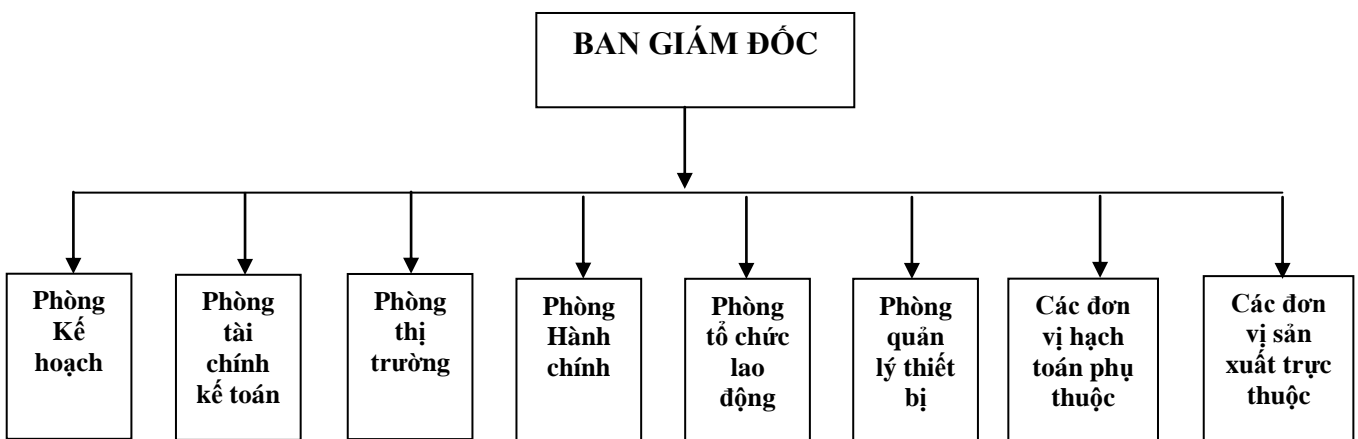 BAN GIÁM ĐỐC
Phòng
Kế
hoạch
Phòng
tài
chính
kế toán
Phòng
thị
trường
Phòng
Hành
chính
Phòng
tổ chức
lao
động
Phòng
quản
lý thiết
bị
Các đơn
vị hạch
toán phụ
thuộc
Các đơn
vị sản
xuất trực
thuộc